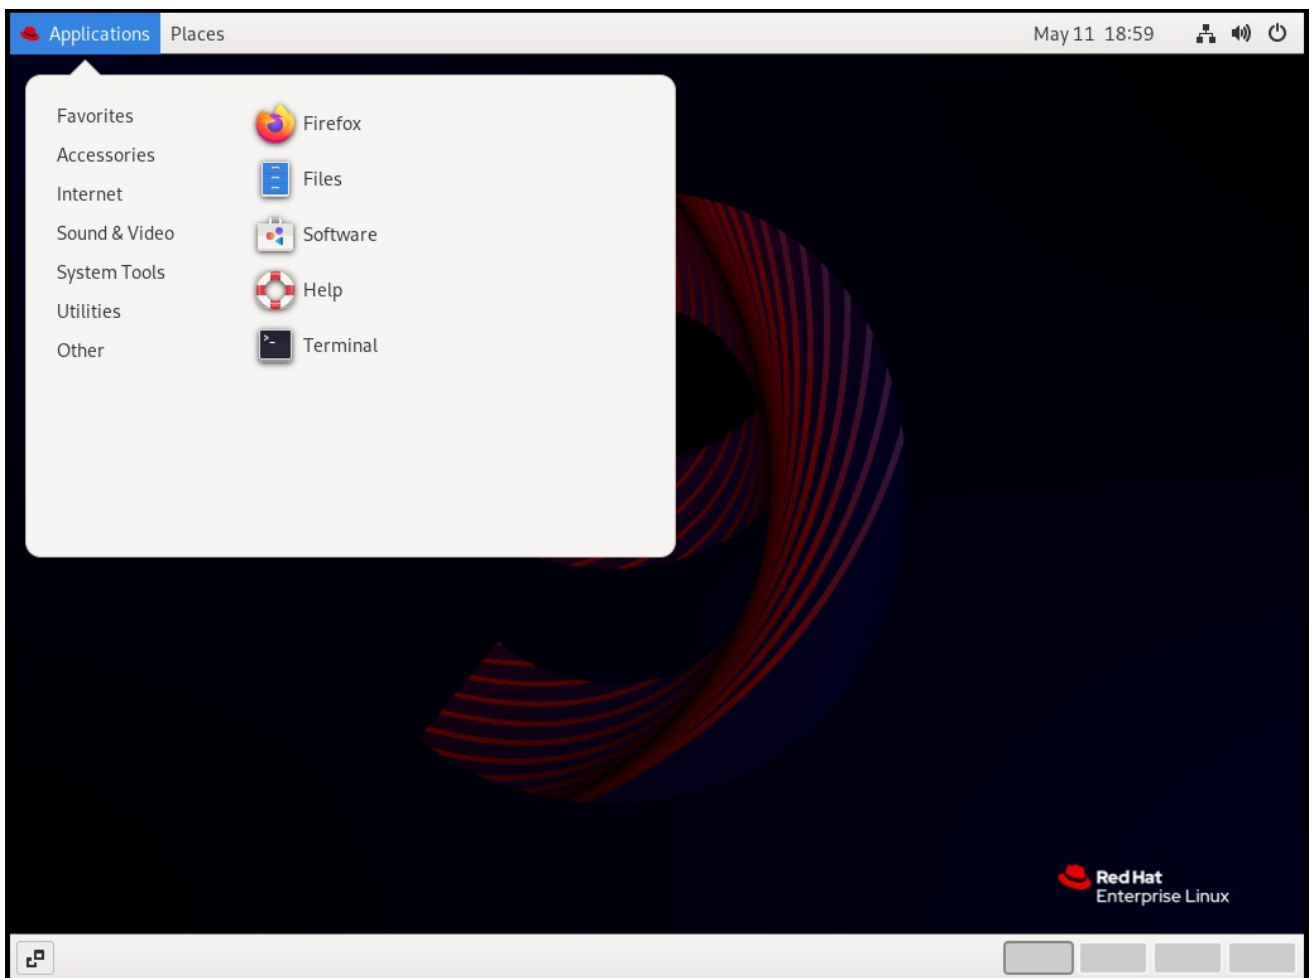 Applications Places May 11 18:59
Favorites
Accessories
Internet
Sound & Video
System Tools
Utilities
Other
Firefox
Files
Software
Help
>_ Terminal
Red Hat
Enterprise Linux